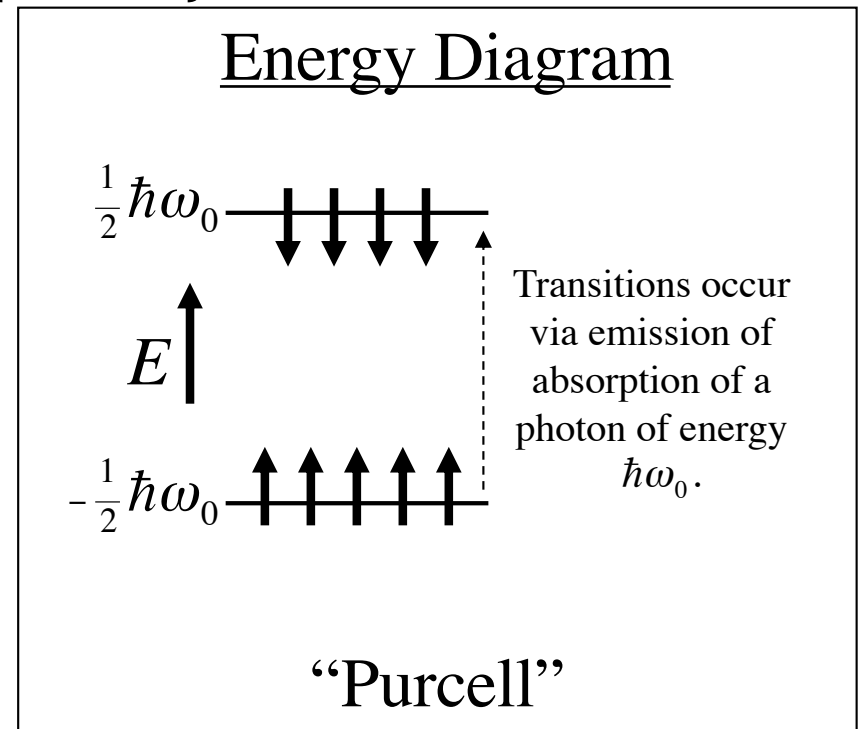 Energy Diagram
½ℏω₀
Transitions occur
via emission of
absorption of a
photon of energy
ℏω₀.
E
-½ℏω₀
“Purcell”